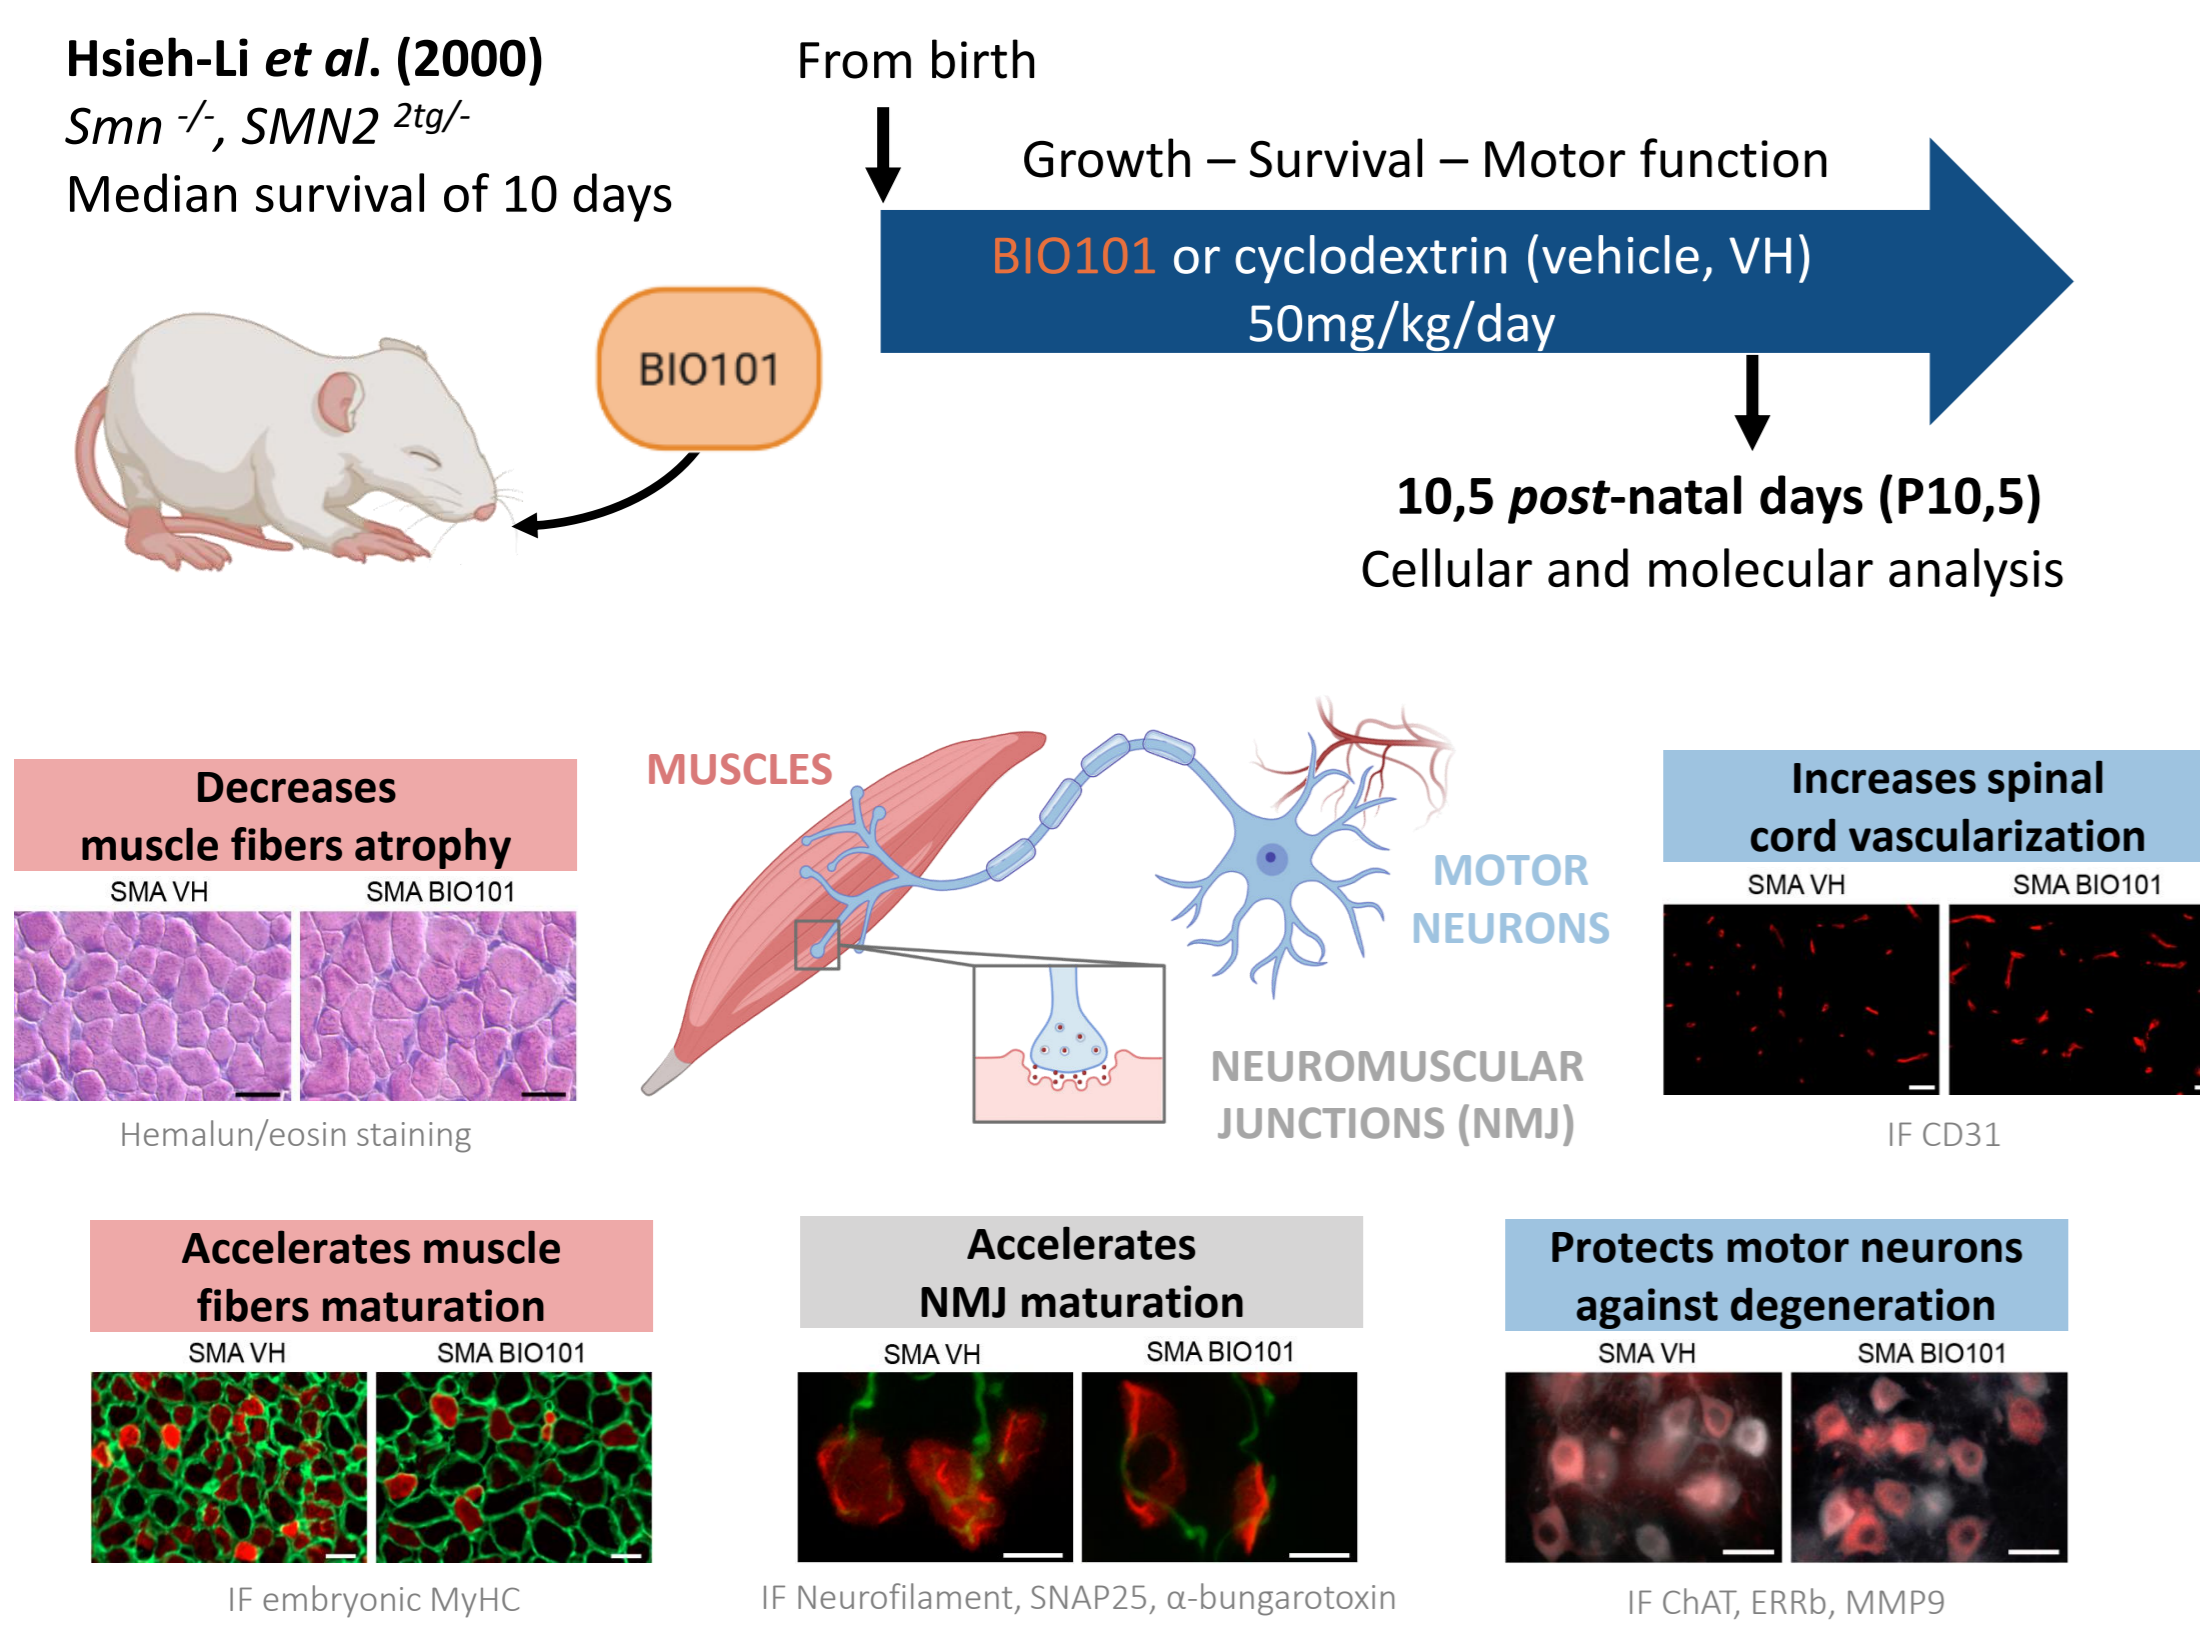 Hsieh-Li et al. (2000)
Smn -/-, SMN2 2tg/-
Median survival of 10 days
From birth
Growth – Survival – Motor function
BIO101 or cyclodextrin (vehicle, VH)
50mg/kg/day
BIO101
10,5 post-natal days (P10,5)
Cellular and molecular analysis
Decreases
muscle fibers atrophy
SMA VH
SMA BIO101
Hemalun/eosin staining
MUSCLES
MOTOR
NEURONS
NEUROMUSCULAR
JUNCTIONS (NMJ)
Increases spinal
cord vascularization
SMA VH
SMA BIO101
IF CD31
Accelerates muscle
fibers maturation
SMA VH
SMA BIO101
IF embryonic MyHC
Accelerates
NMJ maturation
SMA VH
SMA BIO101
IF Neurofilament, SNAP25, α-bungarotoxin
Protects motor neurons
against degeneration
SMA VH
SMA BIO101
IF ChAT, ERRb, MMP9